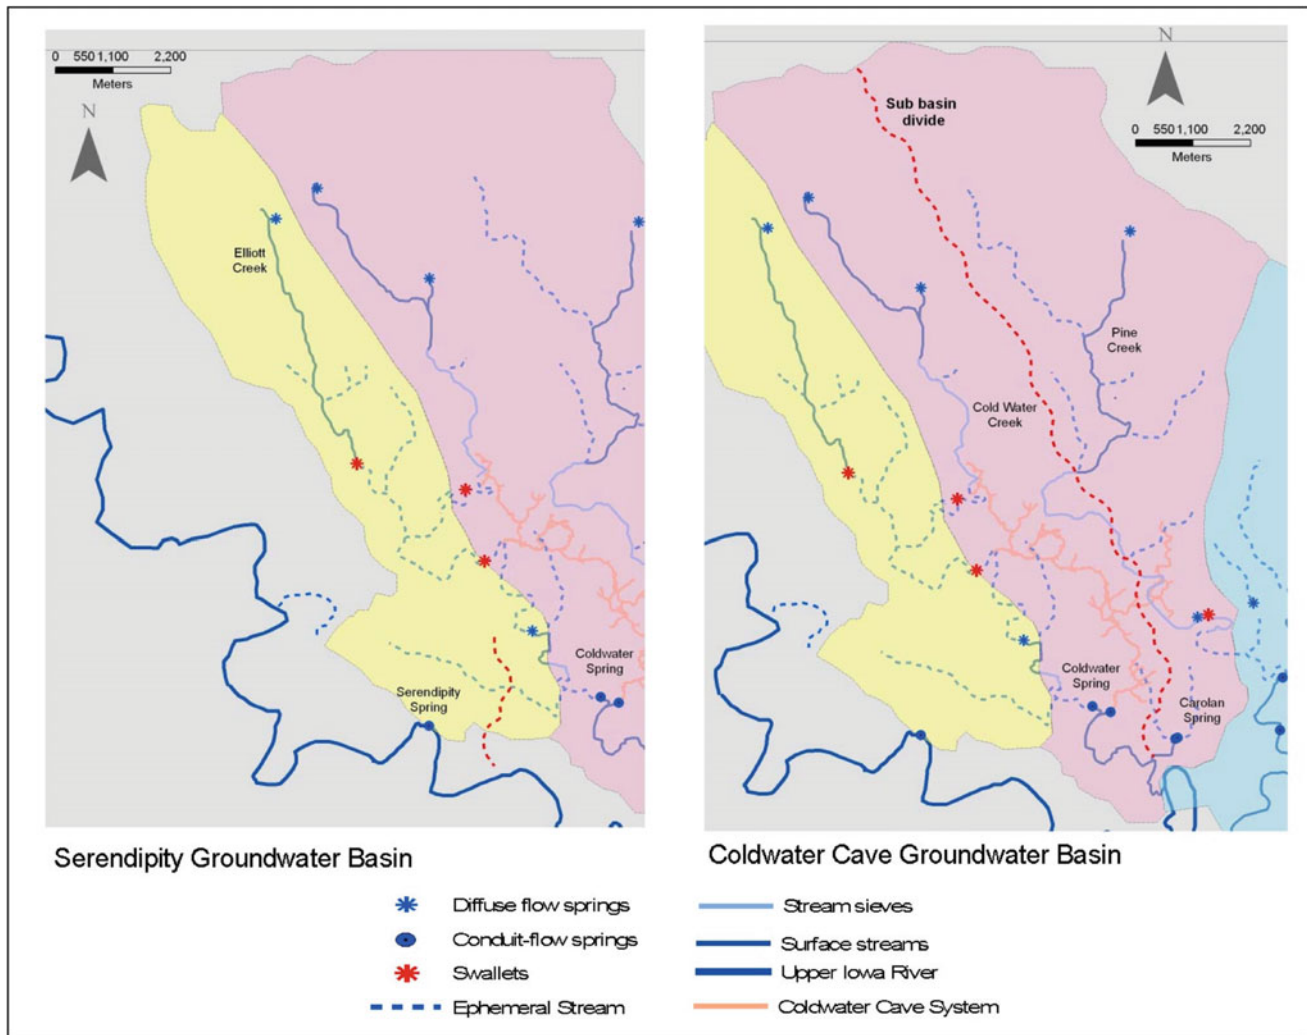 0 550 1,100 2,200
Meters
N
Elliott
Creek
Coldwater
Spring
Serendipity
Spring
N
Sub basin
divide
0 550 1,100 2,200
Meters
Pine
Creek
Cold Water
Creek
Coldwater
Spring
Carolan
Spring
Serendipity Groundwater Basin
Coldwater Cave Groundwater Basin
Diffuse flow springs
Conduit-flow springs
Swallets
Ephemeral Stream
Stream sieves
Surface streams
Upper Iowa River
Coldwater Cave System